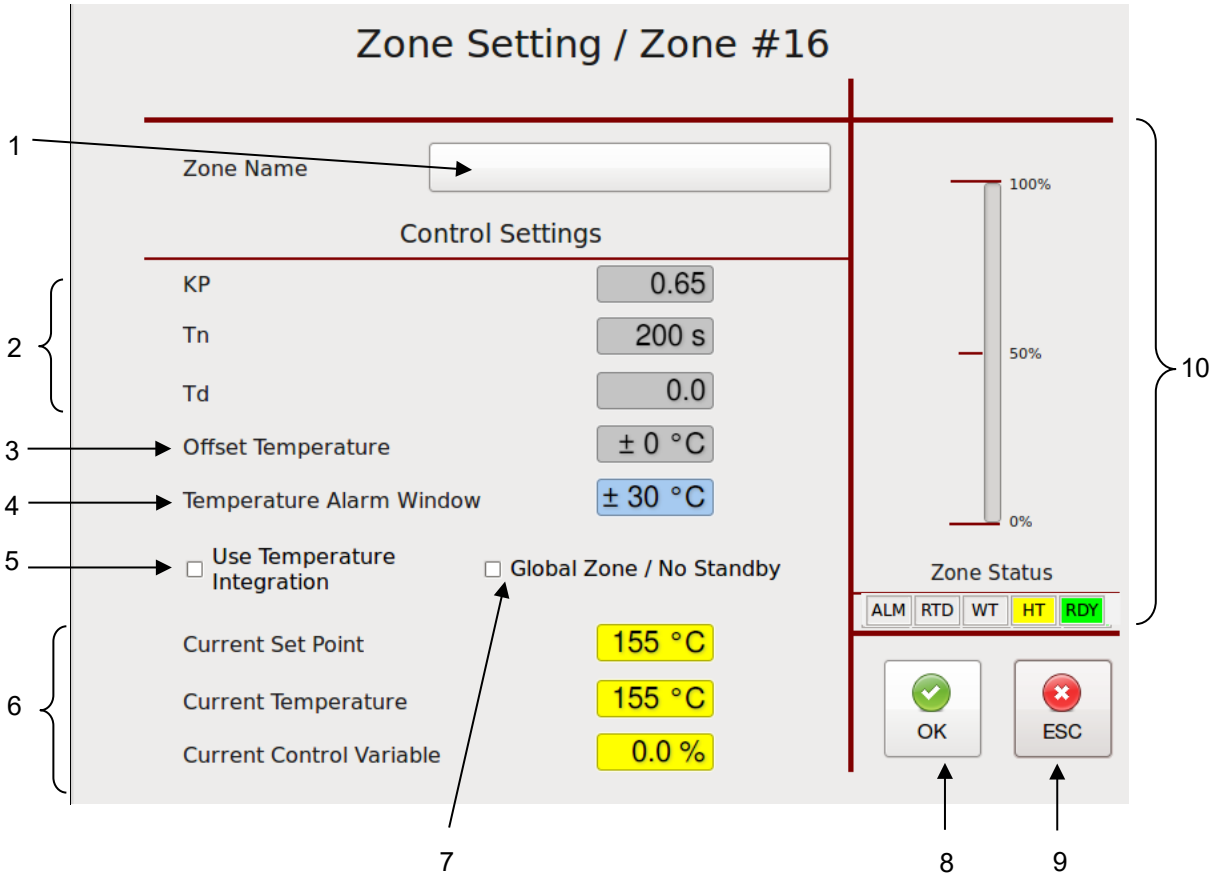 Zone Setting / Zone #16
1
Zone Name
100%
Control Settings
2
KP
0.65
Tn
200 s
50%
10
Td
0.0
3
Offset Temperature
± 0 °C
4
Temperature Alarm Window
± 30 °C
0%
5
Use Temperature
Integration
Global Zone / No Standby
Zone Status
ALM RTD WT HT RDY
6
Current Set Point
155 °C
Current Temperature
155 °C
Current Control Variable
0.0 %
OK
ESC
7
8
9